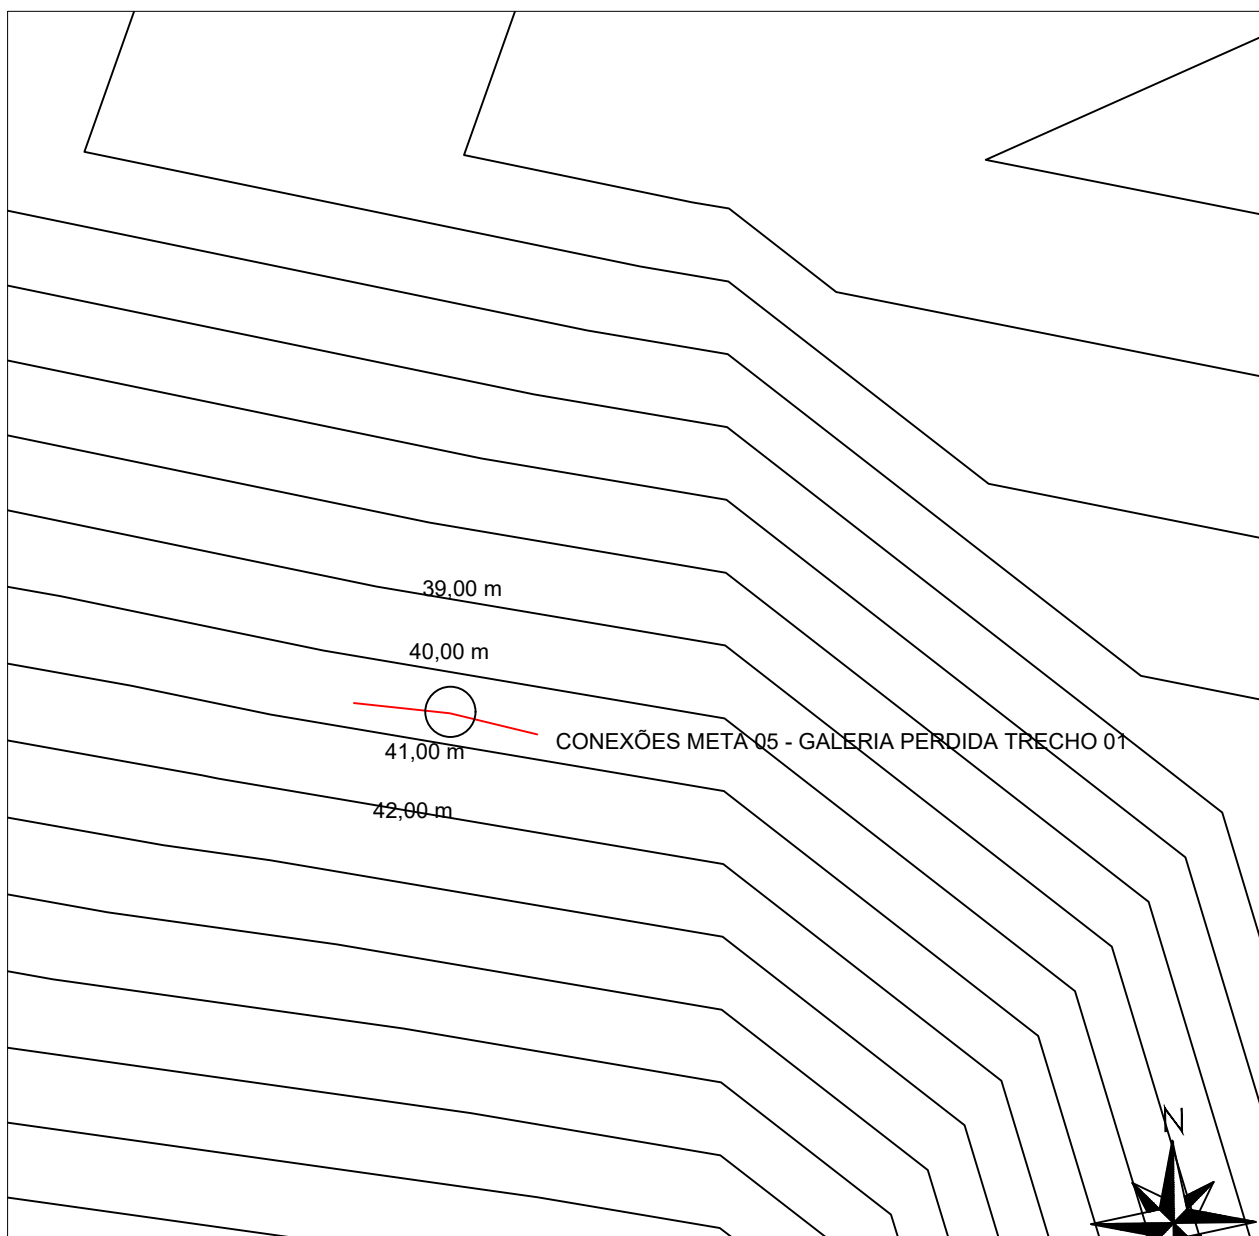 39,00 m
40,00 m
CONEXÕES META 05 - GALERIA PERDIDA TRECHO 01
41,00 m
42,00 m
N